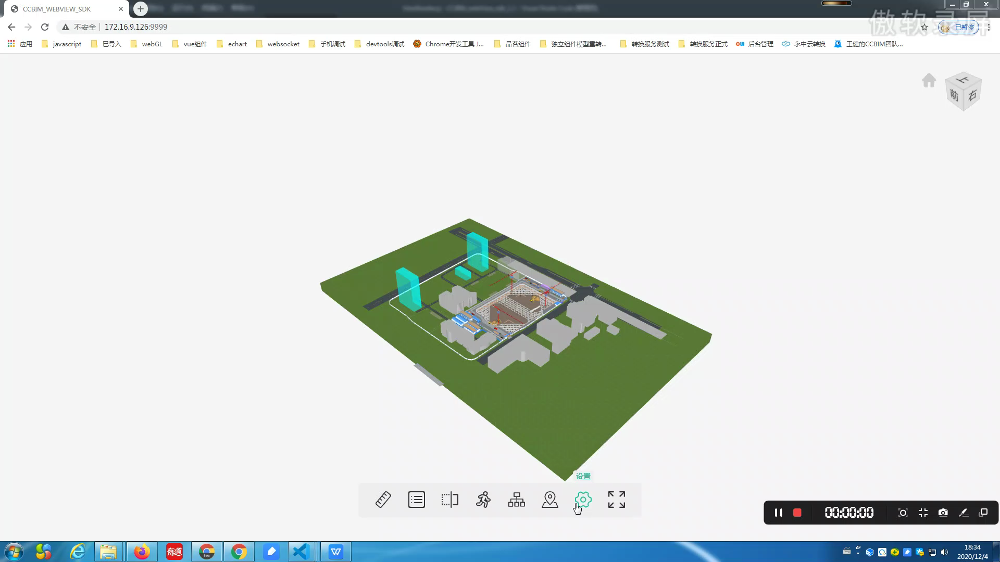 CCBIM_WEBVIEW_SDK
傲软录屏
不安全
172.16.9.126:9999
已暂停
应用
javascript
已导入
webGL
vue组件
echart
websocket
手机调试
devtools调试
Chrome开发工具 J...
品茗组件
独立组件模型重转...
转换服务测试
转换服务正式
OW
后台管理
永中云转换
王健的CCBIM团队...
上
前
右
设置
00:00:00
有道
Beta
W
18:34
2020/12/4